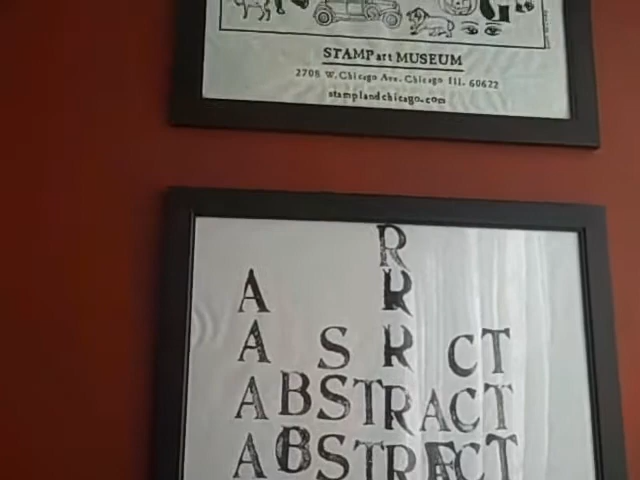 STAMP art MUSEUM
2708 W. Chicago Ave. Chicago Ill. 60622
stamplandchicago.com
R
A R
A S R CT
ABSTRACT
ABSTRACT